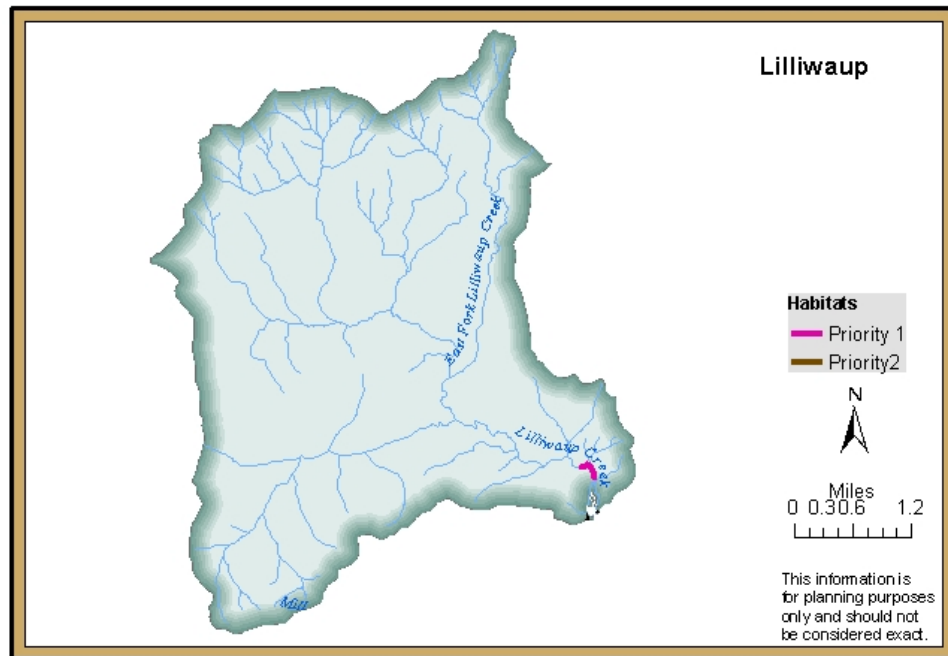 Lilliwaup
East Fork Lilliwaup Creek
Habitats
Priority 1
Priority2
N
Lilliwaup Creek
Miles
0 0.30.6 1.2
This information is
for planning purposes
only and should not
be considered exact.
Mill